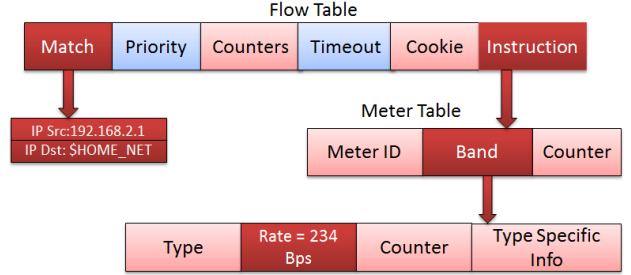 Flow Table
Match Priority Counters Timeout Cookie Instruction
IP Src:192.168.2.1
IP Dst: $HOME_NET
Meter Table
Meter ID Band Counter
Type Rate = 234 Bps Counter Type Specific Info